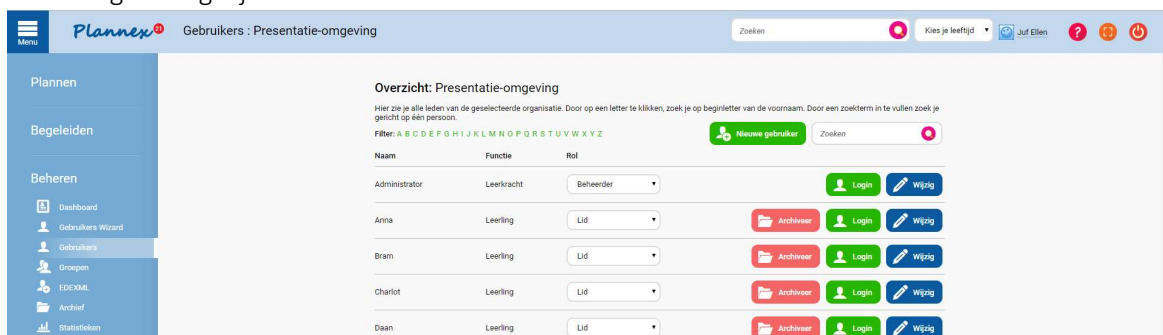 Menu
Plannex 21
Gebruikers : Presentatie-omgeving
Zoeken
Kies je leeftijd
Juf Ellen
?
Plannen
Begeleiden
Beheren
Dashboard
Gebruikers Wizard
Gebruikers
Groepen
EDEXML
Archief
Statistieken
Overzicht: Presentatie-omgeving
Hier zie je alle leden van de geselecteerde organisatie. Door op een letter te klikken, zoek je op beginletter van de voornaam. Door een zoekterm in te vullen zoek je
gericht op één persoon.
Filter: A B C D E F G H I J K L M N O P Q R S T U V W X Y Z
Nieuwe gebruiker
Zoeken
Naam Functie Rol
Administrator Leerkracht Beheerder Login Wijzig
Anna Leerling Lid Archiveer Login Wijzig
Bram Leerling Lid Archiveer Login Wijzig
Charlot Leerling Lid Archiveer Login Wijzig
Daan Leerling Lid Archiveer Login Wijzig